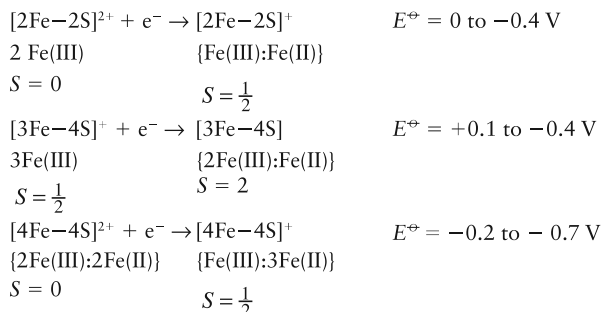 [2Fe−2S]²⁺ + e⁻ → [2Fe−2S]⁺ E⦵ = 0 to −0.4 V
2 Fe(III) {Fe(III):Fe(II)}
S = 0 S = 1/2
[3Fe−4S]⁺ + e⁻ → [3Fe−4S] E⦵ = +0.1 to −0.4 V
3Fe(III) {2Fe(III):Fe(II)}
S = 1/2 S = 2
[4Fe−4S]²⁺ + e⁻ → [4Fe−4S]⁺ E⦵ = −0.2 to − 0.7 V
{2Fe(III):2Fe(II)} {Fe(III):3Fe(II)}
S = 0 S = 1/2